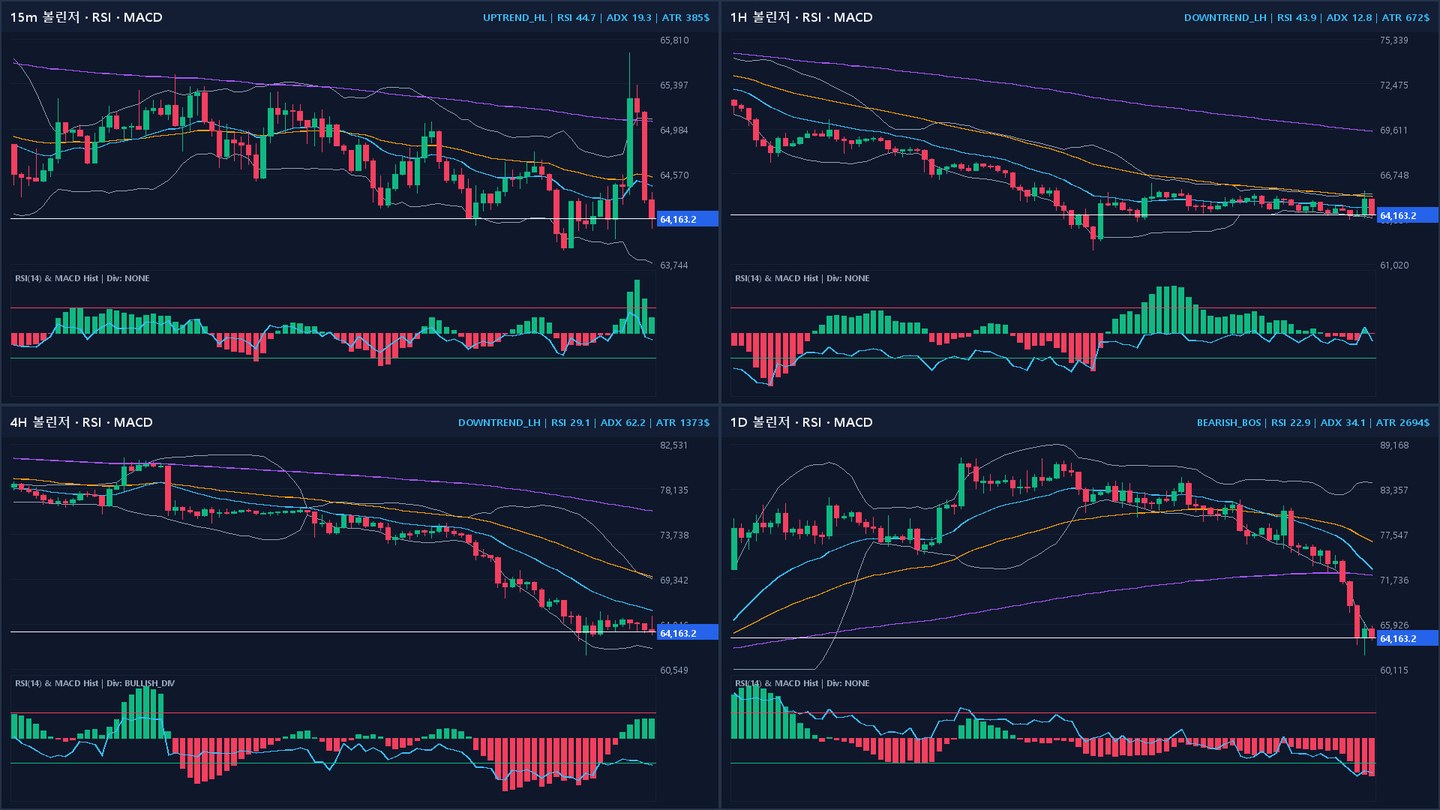 15m 볼린저 · RSI · MACD
UPTREND_HL | RSI 44.7 | ADX 19.3 | ATR 385$
65,810
65,397
64,984
64,570
64,163.2
63,744
RSI(14) & MACD Hist | Div: NONE
1H 볼린저 · RSI · MACD
DOWNTREND_LH | RSI 43.9 | ADX 12.8 | ATR 672$
75,339
72,475
69,611
66,748
64,163.2
61,020
RSI(14) & MACD Hist | Div: NONE
4H 볼린저 · RSI · MACD
DOWNTREND_LH | RSI 29.1 | ADX 62.2 | ATR 1373$
82,531
78,135
73,738
69,342
64,163.2
60,549
RSI(14) & MACD Hist | Div: BULLISH_DIV
1D 볼린저 · RSI · MACD
BEARISH_BOS | RSI 22.9 | ADX 34.1 | ATR 2694$
89,168
83,357
77,547
71,736
65,926
64,163.2
60,115
RSI(14) & MACD Hist | Div: NONE